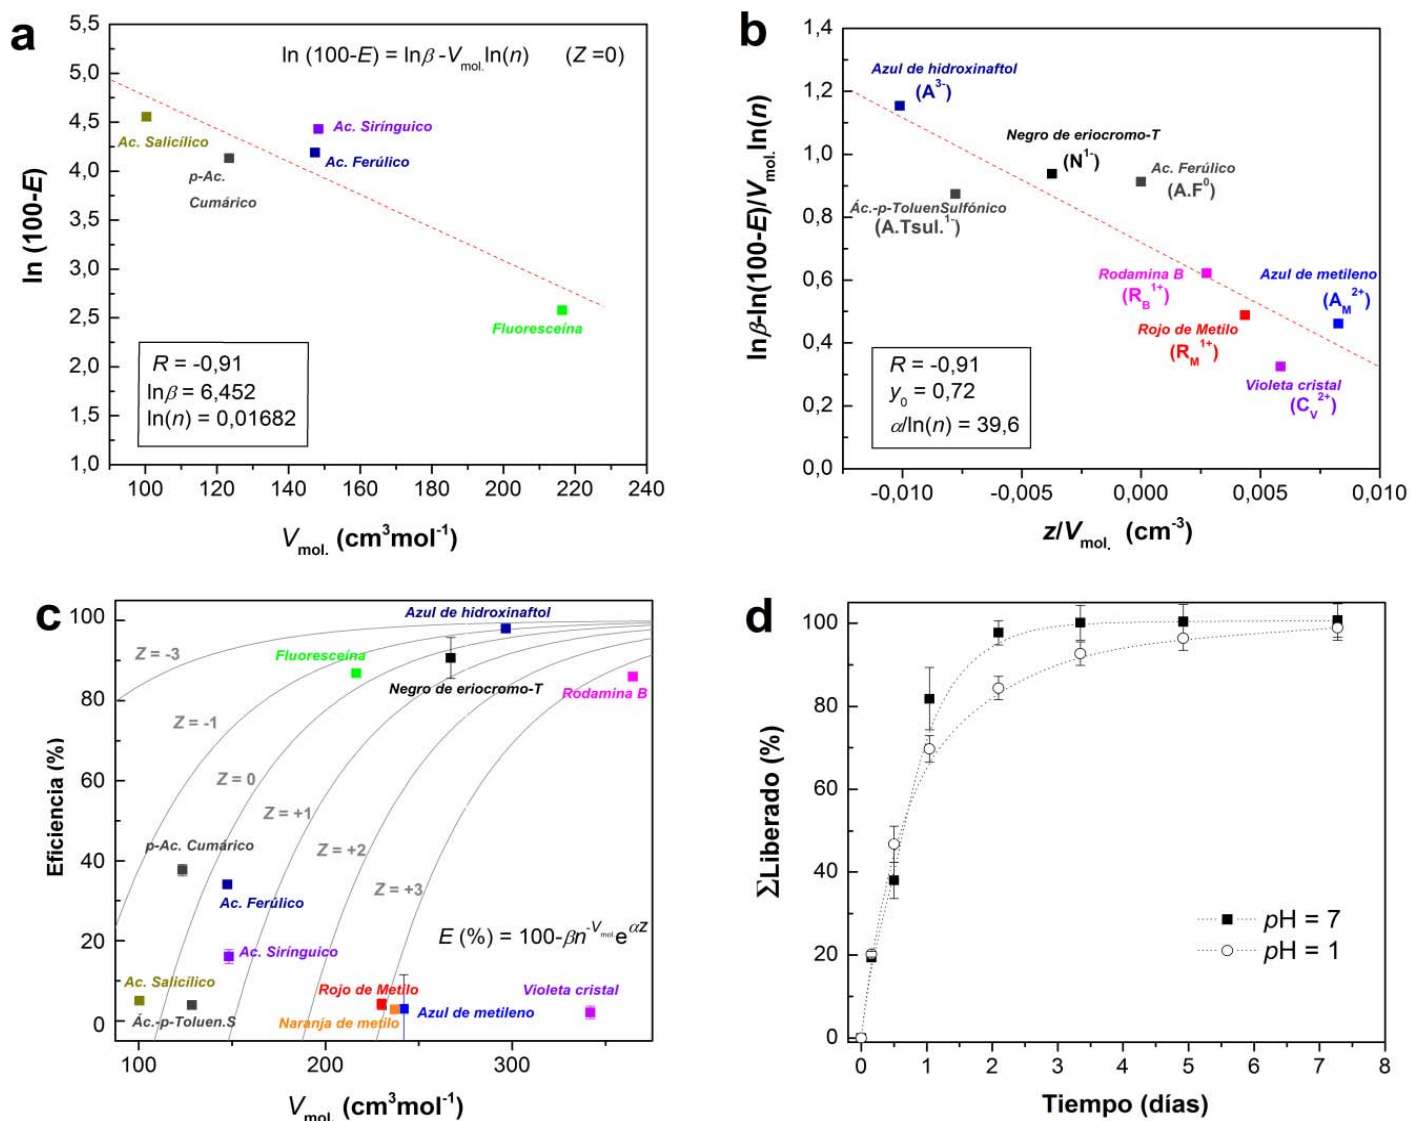 a
ln (100-E) = lnβ -Vmol.ln(n) (Z =0)
ln (100-E)
5,5
5,0
4,5
4,0
3,5
3,0
2,5
2,0
1,5
1,0
Ac. Salicílico
p-Ac.
Cumárico
Ac. Sirínguico
Ac. Ferúlico
Fluoresceína
R = -0,91
lnβ = 6,452
ln(n) = 0,01682
100 120 140 160 180 200 220 240
Vmol. (cm³mol⁻¹)
b
lnβ-ln(100-E)/Vmol.ln(n)
1,4
1,2
1,0
0,8
0,6
0,4
0,2
0,0
Azul de hidroxinaftol
(A³⁻)
Negro de eriocromo-T
(N¹⁻)
Ac. Ferúlico
(A.F⁰)
Ác.-p-ToluenSulfónico
(A.Tsul.¹⁻)
Rodamina B
(R_B¹⁺)
Azul de metileno
(A_M²⁺)
Rojo de Metilo
(R_M¹⁺)
Violeta cristal
(C_V²⁺)
R = -0,91
y₀ = 0,72
α/ln(n) = 39,6
-0,010 -0,005 0,000 0,005 0,010
z/Vmol. (cm⁻³)
c
Eficiencia (%)
100
80
60
40
20
0
Azul de hidroxinaftol
Z = -3
Fluoresceína
Negro de eriocromo-T
Rodamina B
Z = -1
Z = 0
Z = +1
Z = +2
Z = +3
p-Ac. Cumárico
Ac. Ferúlico
E (%) = 100-βn^-Vmol e^αZ
Ac. Sirínguico
Ac. Salicílico
Ác.-p-Toluen.S
Rojo de Metilo
Naranja de metilo
Azul de metileno
Violeta cristal
100 200 300
Vmol. (cm³mol⁻¹)
d
ΣLiberado (%)
100
80
60
40
20
0
pH = 7
pH = 1
0 1 2 3 4 5 6 7 8
Tiempo (días)